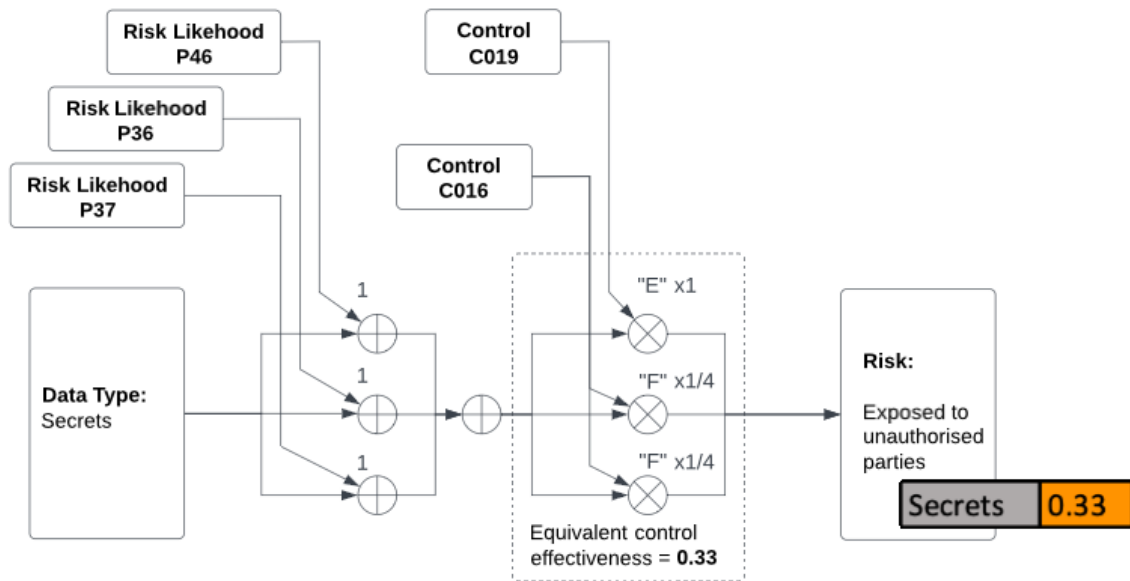 Risk Likehood
P46
Control
C019
Risk Likehood
P36
Control
C016
Risk Likehood
P37
1
"E" x1
1
"F" x1/4
Data Type:
Secrets
Risk:
Exposed to
unauthorised
parties
1
"F" x1/4
Secrets 0.33
Equivalent control
effectiveness = 0.33